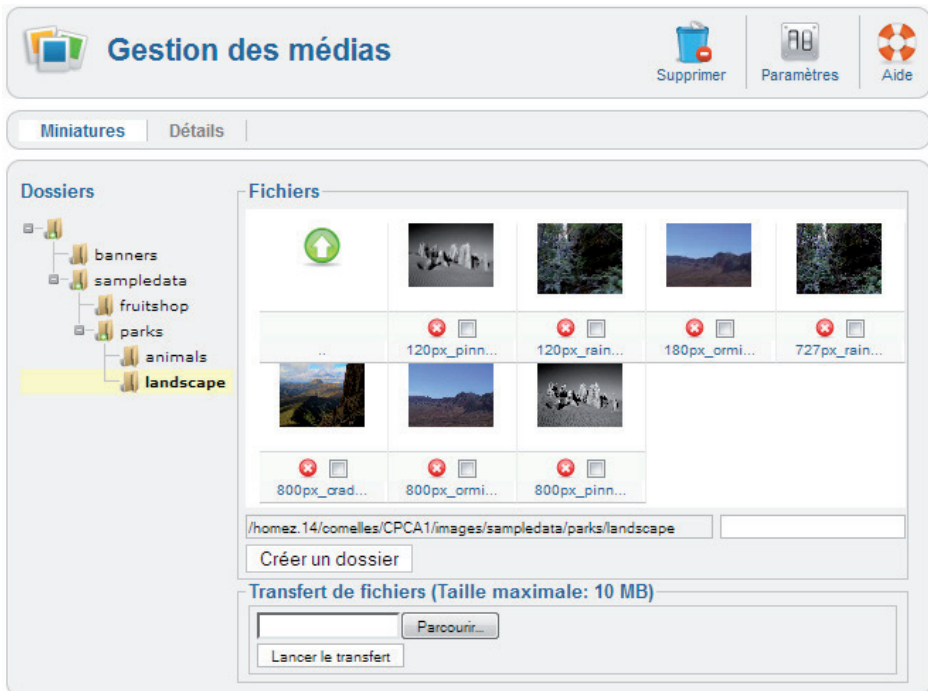 Gestion des médias
Supprimer
Paramètres
Aide
Miniatures
Détails
Dossiers
banners
sampledata
fruitshop
parks
animals
landscape
Fichiers
..
120px_pinn...
120px_rain...
180px_ormi...
727px_rain...
800px_crad...
800px_ormi...
800px_pinn...
/homez.14/comelles/CPCA1/images/sampledata/parks/landscape
Créer un dossier
Transfert de fichiers (Taille maximale: 10 MB)
Parcourir...
Lancer le transfert